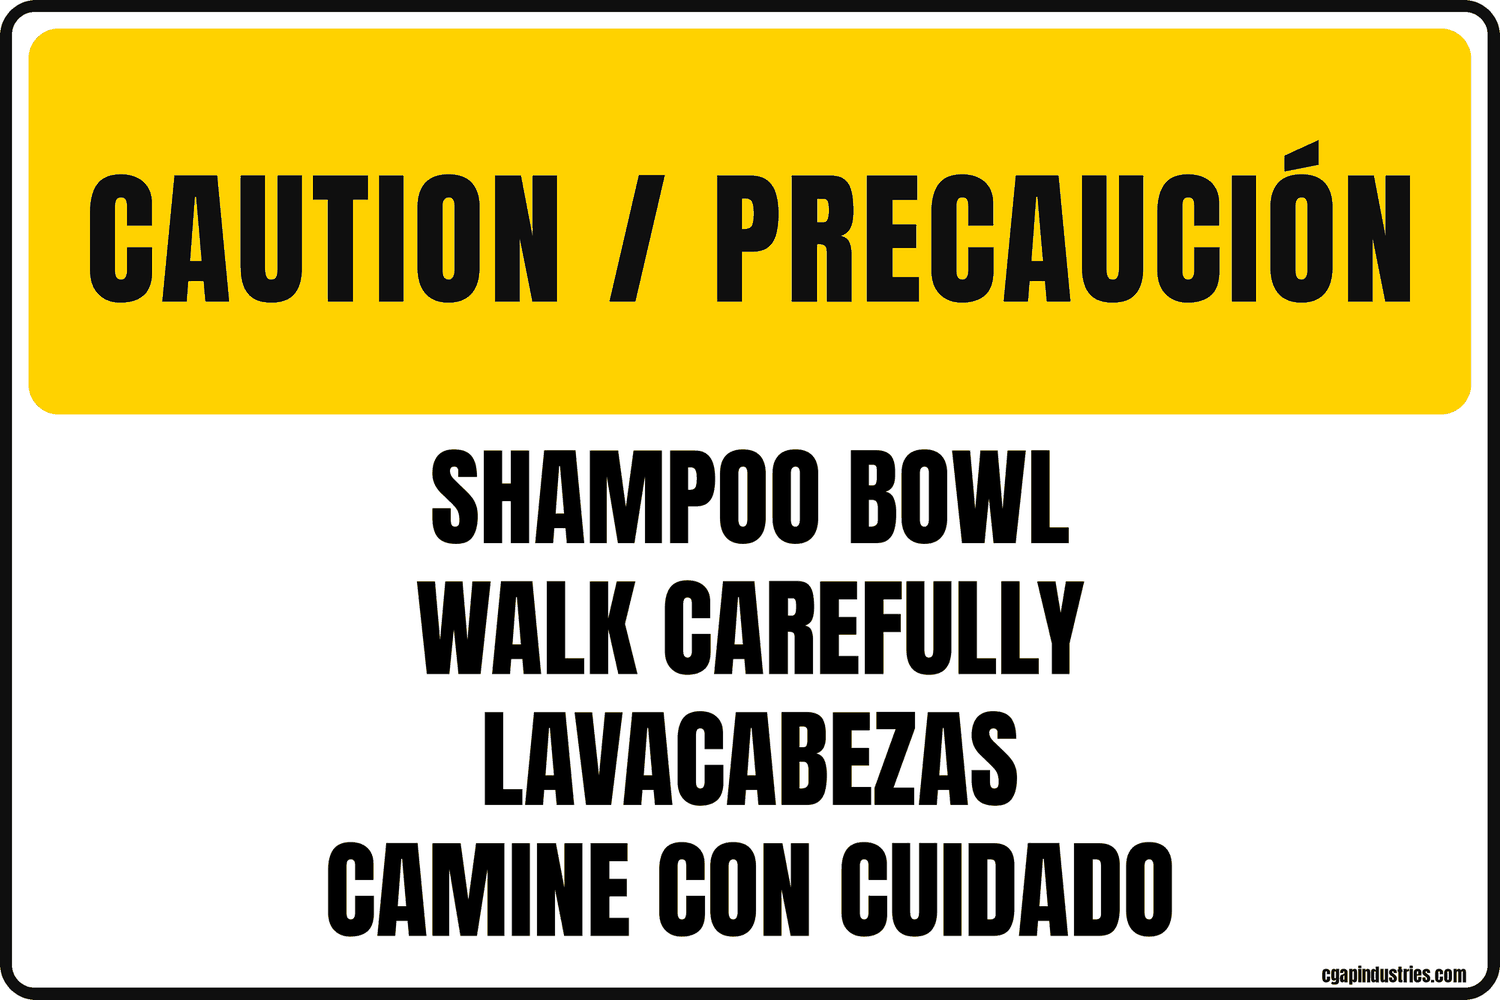 CAUTION / PRECAUCIÓN
SHAMPOO BOWL
WALK CAREFULLY
LAVACABEZAS
CAMINE CON CUIDADO
cgapindustries.com